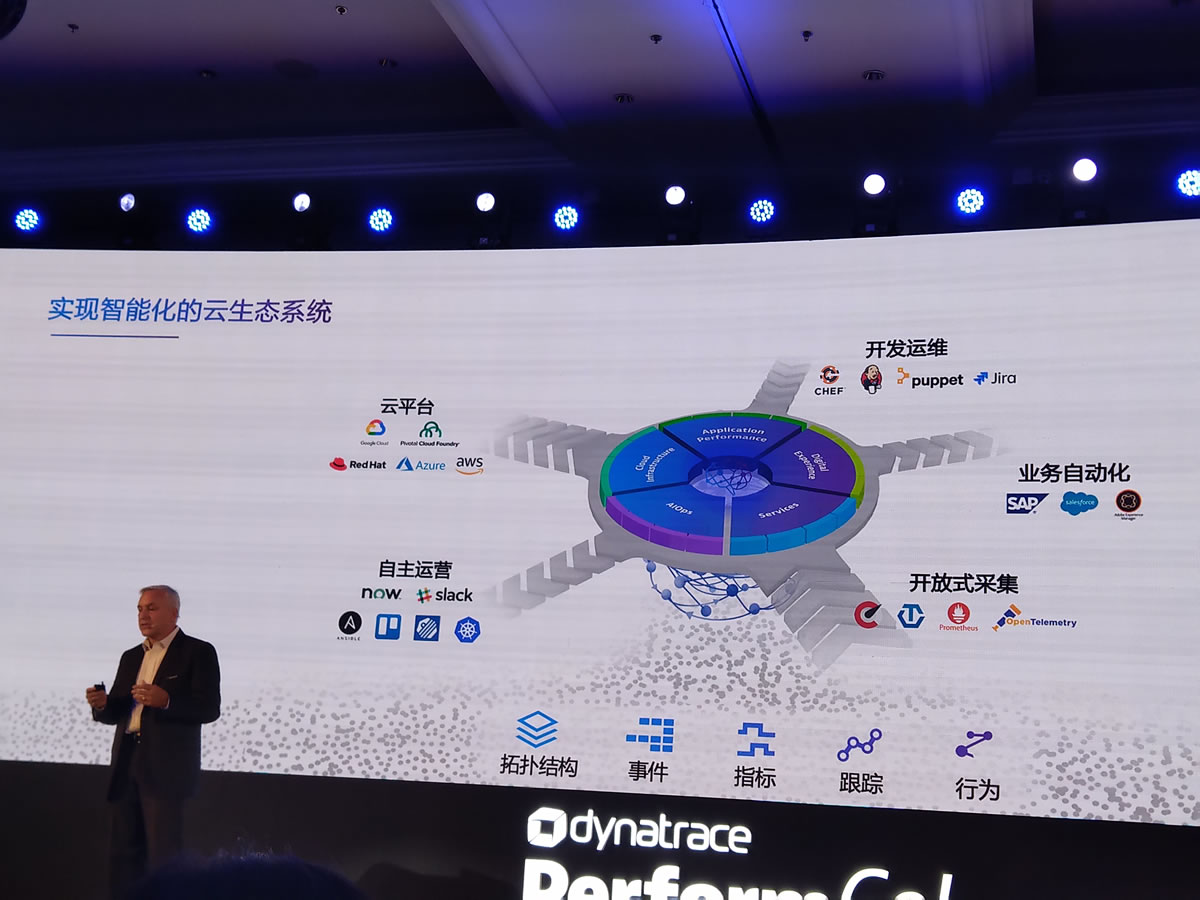 实现智能化的云生态系统
开发运维
CHEF
puppet
Jira
云平台
Google Cloud
Pivotal Cloud Foundry
Red Hat
Azure
aws
Application
Performance
Cloud
Infrastructure
Digital
Experience
AIOps
Services
业务自动化
SAP
salesforce
Adobe Experience
Manager
自主运营
now
slack
ANSIBLE
开放式采集
Prometheus
OpenTelemetry
拓扑结构
事件
指标
跟踪
行为
dynatrace
Perform